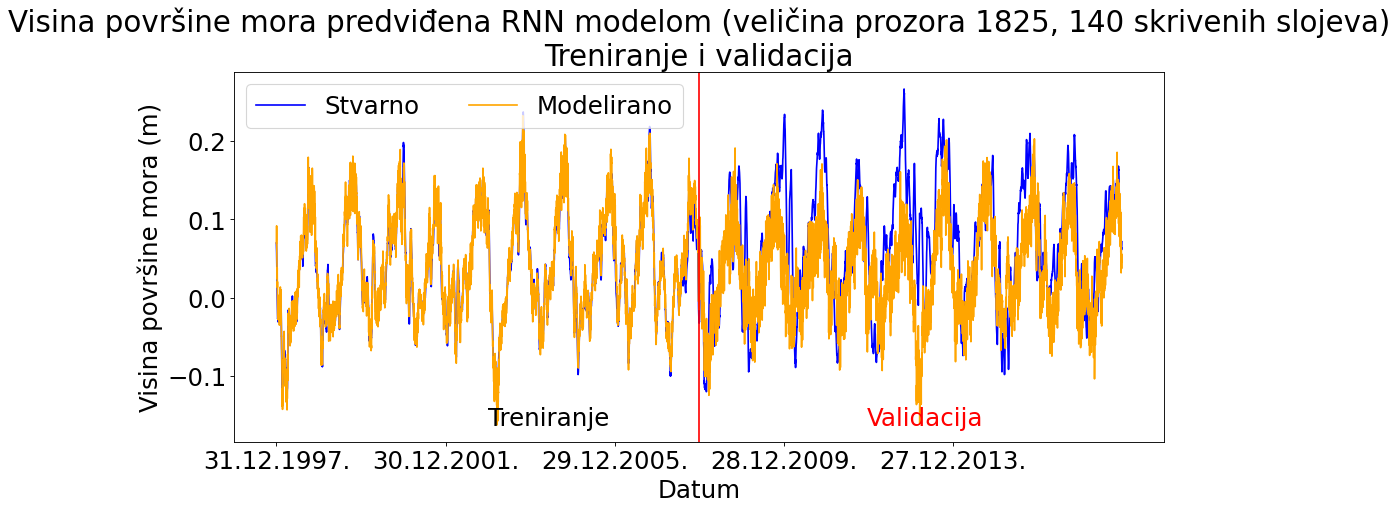 Visina površine mora predviđena RNN modelom (veličina prozora 1825, 140 skrivenih slojeva)
Treniranje i validacija
Stvarno
Modelirano
Visina površine mora (m)
0.2
0.1
0.0
−0.1
Treniranje
Validacija
31.12.1997.
30.12.2001.
29.12.2005.
28.12.2009.
27.12.2013.
Datum